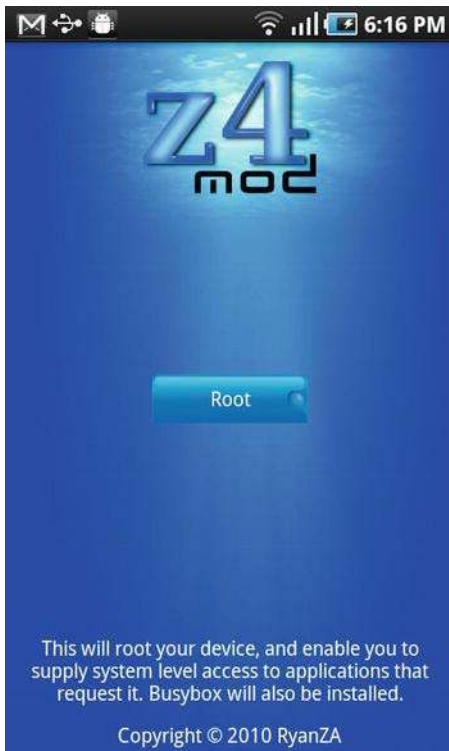 6:16 PM
z4
mod
Root
This will root your device, and enable you to
supply system level access to applications that
request it. Busybox will also be installed.
Copyright © 2010 RyanZA